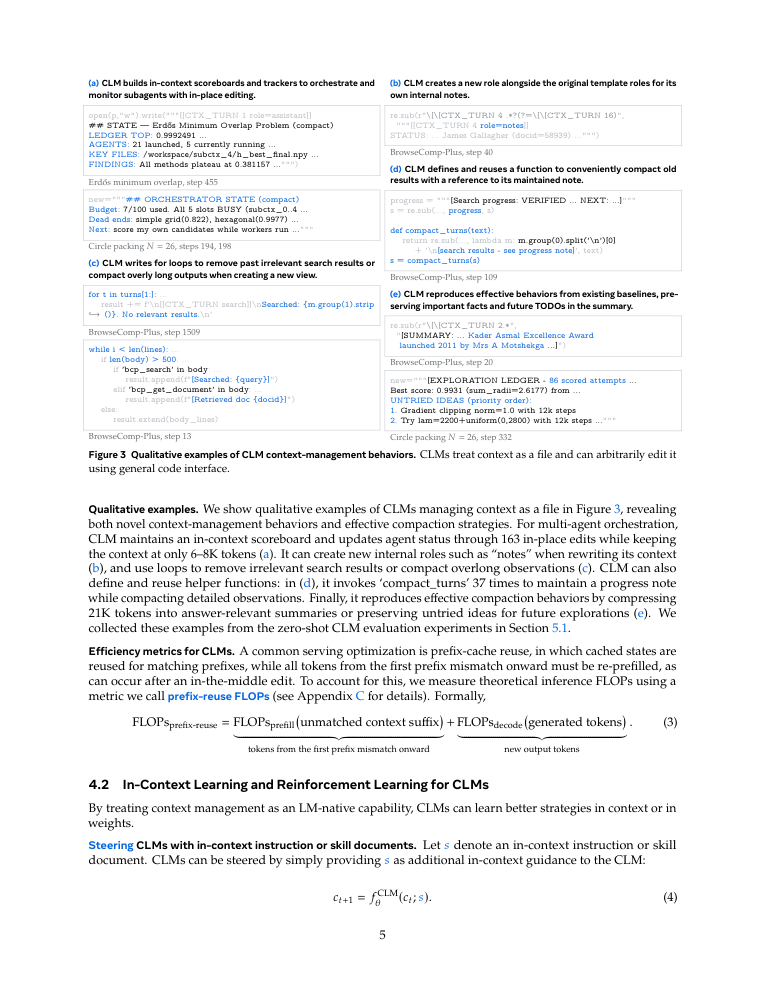 (a) CLM builds in-context scoreboards and trackers to orchestrate and
monitor subagents with in-place editing.
open(p,"w").write("""[[CTX_TURN 1 role=assistant]]
## STATE — Erdős Minimum Overlap Problem (compact)
LEDGER TOP: 0.9992491 ...
AGENTS: 21 launched, 5 currently running ...
KEY FILES: /workspace/subctx_4/h_best_final.npy ...
FINDINGS: All methods plateau at 0.381157 ...""")
Erdős minimum overlap, step 455
new="""## ORCHESTRATOR STATE (compact)
Budget: 7/100 used. All 5 slots BUSY (subctx_0..4 ...
Dead ends: simple grid(0.822), hexagonal(0.9977) ...
Next: score my own candidates while workers run ..."""
Circle packing N = 26, steps 194, 198
(c) CLM writes for loops to remove past irrelevant search results or
compact overly long outputs when creating a new view.
for t in turns[1:]:
result += f'\n[[CTX_TURN search]]\nSearched: {m.group(1).strip
↪ ()}. No relevant results.\n'
BrowseComp-Plus, step 1509
while i < len(lines):
if len(body) > 500
if 'bcp_search' in body
result.append(f"[Searched: {query}]")
elif 'bcp_get_document' in body
result.append(f"[Retrieved doc {docid}]")
else:
result.extend(body_lines)
BrowseComp-Plus, step 13
(b) CLM creates a new role alongside the original template roles for its
own internal notes.
re.sub(r"\[\[CTX_TURN 4 .*?(?=\[\[CTX_TURN 16)",
"""[[CTX_TURN 4 role=notes]]
STATUS: ... James Gallagher (docid=58939) ...""")
BrowseComp-Plus, step 40
(d) CLM defines and reuses a function to conveniently compact old
results with a reference to its maintained note.
progress = """[Search progress: VERIFIED ... NEXT: ...]"""
s = re.sub(.., progress, s)
def compact_turns(text):
return re.sub(.., lambda m: m.group(0).split('\n')[0]
+ '\n[search results - see progress note]', text)
s = compact_turns(s)
BrowseComp-Plus, step 109
(e) CLM reproduces effective behaviors from existing baselines, pre-
serving important facts and future TODOs in the summary.
re.sub(r"\[\[CTX_TURN 2.*",
"[SUMMARY: ... Kader Asmal Excellence Award
launched 2011 by Mrs A Motshekga ...]")
BrowseComp-Plus, step 20
new="""[EXPLORATION LEDGER - 86 scored attempts ...
Best score: 0.9931 (sum_radii=2.6177) from ...
UNTRIED IDEAS (priority order):
1. Gradient clipping norm=1.0 with 12k steps
2. Try lam=2200+uniform(0,2800) with 12k steps ..."""
Circle packing N = 26, step 332
Figure 3 Qualitative examples of CLM context-management behaviors. CLMs treat context as a file and can arbitrarily edit it
using general code interface.
Qualitative examples. We show qualitative examples of CLMs managing context as a file in Figure 3, revealing
both novel context-management behaviors and effective compaction strategies. For multi-agent orchestration,
CLM maintains an in-context scoreboard and updates agent status through 163 in-place edits while keeping
the context at only 6–8K tokens (a). It can create new internal roles such as “notes” when rewriting its context
(b), and use loops to remove irrelevant search results or compact overlong observations (c). CLM can also
define and reuse helper functions: in (d), it invokes ‘compact_turns’ 37 times to maintain a progress note
while compacting detailed observations. Finally, it reproduces effective compaction behaviors by compressing
21K tokens into answer-relevant summaries or preserving untried ideas for future explorations (e). We
collected these examples from the zero-shot CLM evaluation experiments in Section 5.1.
Efficiency metrics for CLMs. A common serving optimization is prefix-cache reuse, in which cached states are
reused for matching prefixes, while all tokens from the first prefix mismatch onward must be re-prefilled, as
can occur after an in-the-middle edit. To account for this, we measure theoretical inference FLOPs using a
metric we call prefix-reuse FLOPs (see Appendix C for details). Formally,
FLOPs_prefix-reuse = FLOPs_prefill(unmatched context suffix) + FLOPs_decode(generated tokens) . (3)
tokens from the first prefix mismatch onward new output tokens
4.2 In-Context Learning and Reinforcement Learning for CLMs
By treating context management as an LM-native capability, CLMs can learn better strategies in context or in
weights.
Steering CLMs with in-context instruction or skill documents. Let s denote an in-context instruction or skill
document. CLMs can be steered by simply providing s as additional in-context guidance to the CLM:
c_{t+1} = f_θ^CLM(c_t; s). (4)
5